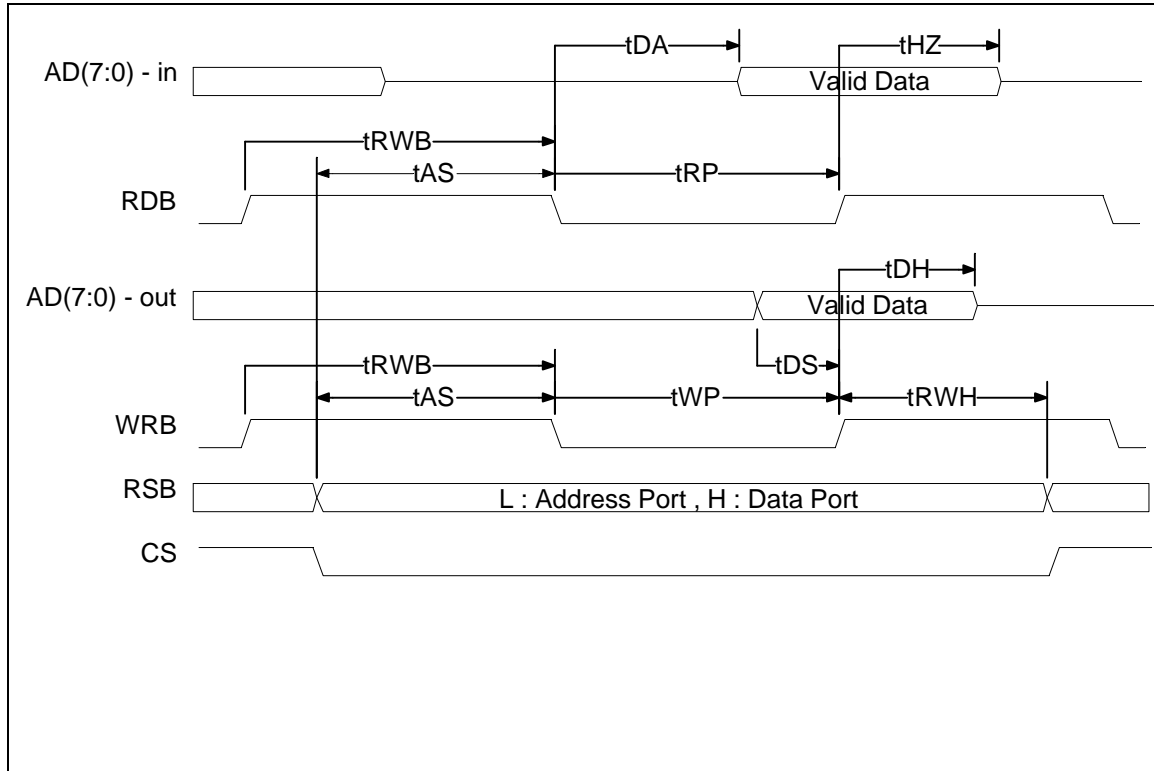 tDA tHZ
AD(7:0) - in Valid Data
tRWB
tAS tRP
RDB
tDH
AD(7:0) - out Valid Data
tRWB tDS
tAS tWP tRWH
WRB
RSB L : Address Port , H : Data Port
CS